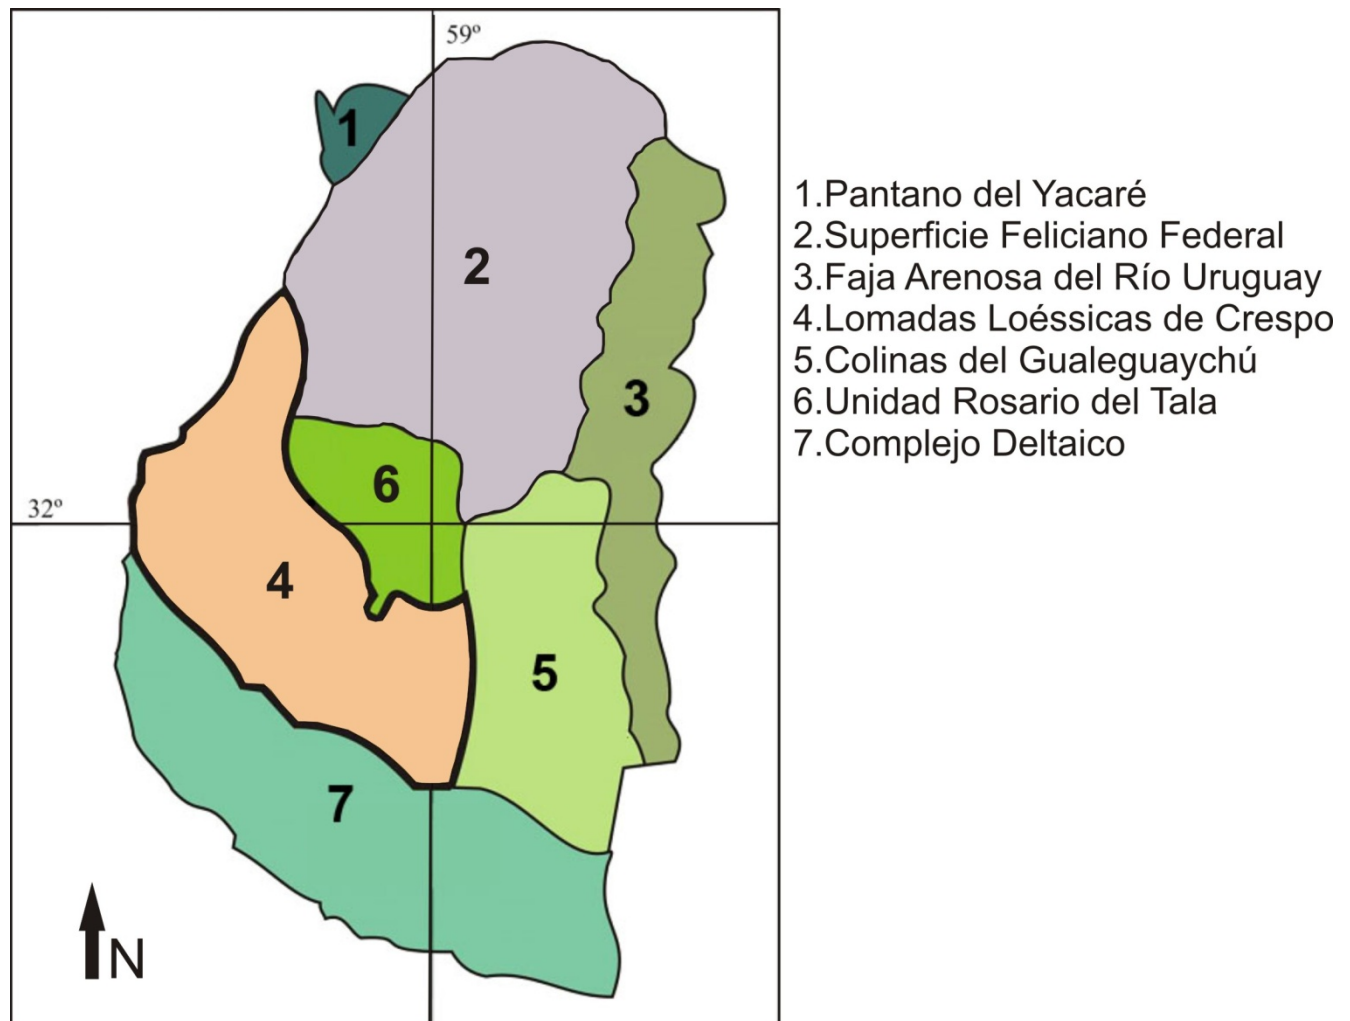 59º
1
2
3
6
32º
4
5
7
N
1.Pantano del Yacaré
2.Superficie Feliciano Federal
3.Faja Arenosa del Río Uruguay
4.Lomadas Loéssicas de Crespo
5.Colinas del Gualeguaychú
6.Unidad Rosario del Tala
7.Complejo Deltaico